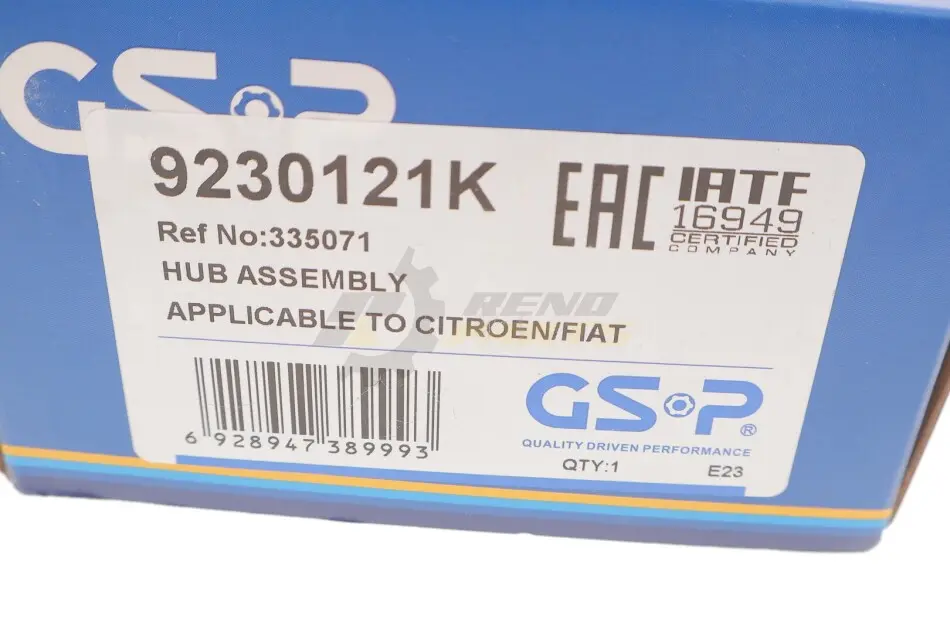 GSP
9230121K
Ref No:335071
HUB ASSEMBLY
APPLICABLE TO CITROEN/FIAT
EAC
IATF
16949
CERTIFIED
COMPANY
RENO
6 928947 389993
GSP®
QUALITY DRIVEN PERFORMANCE
QTY:1
E23